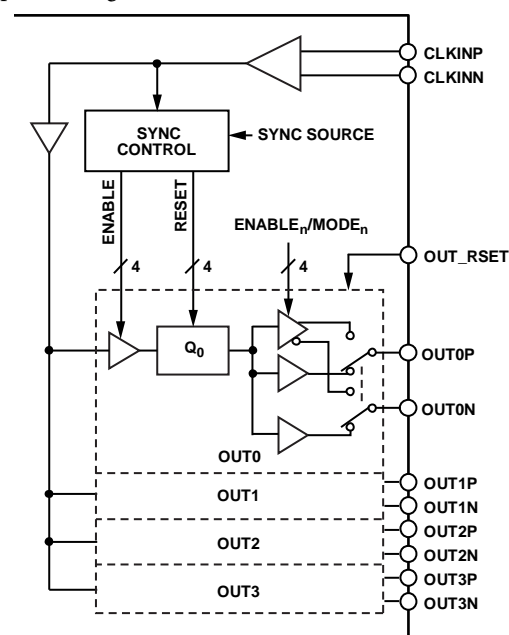 CLKINP
CLKINN
SYNC
CONTROL
SYNC SOURCE
ENABLE
RESET
ENABLEn/MODEn
4
4
4
OUT_RSET
Q0
OUT0P
OUT0N
OUT0
OUT1
OUT1P
OUT1N
OUT2
OUT2P
OUT2N
OUT3
OUT3P
OUT3N